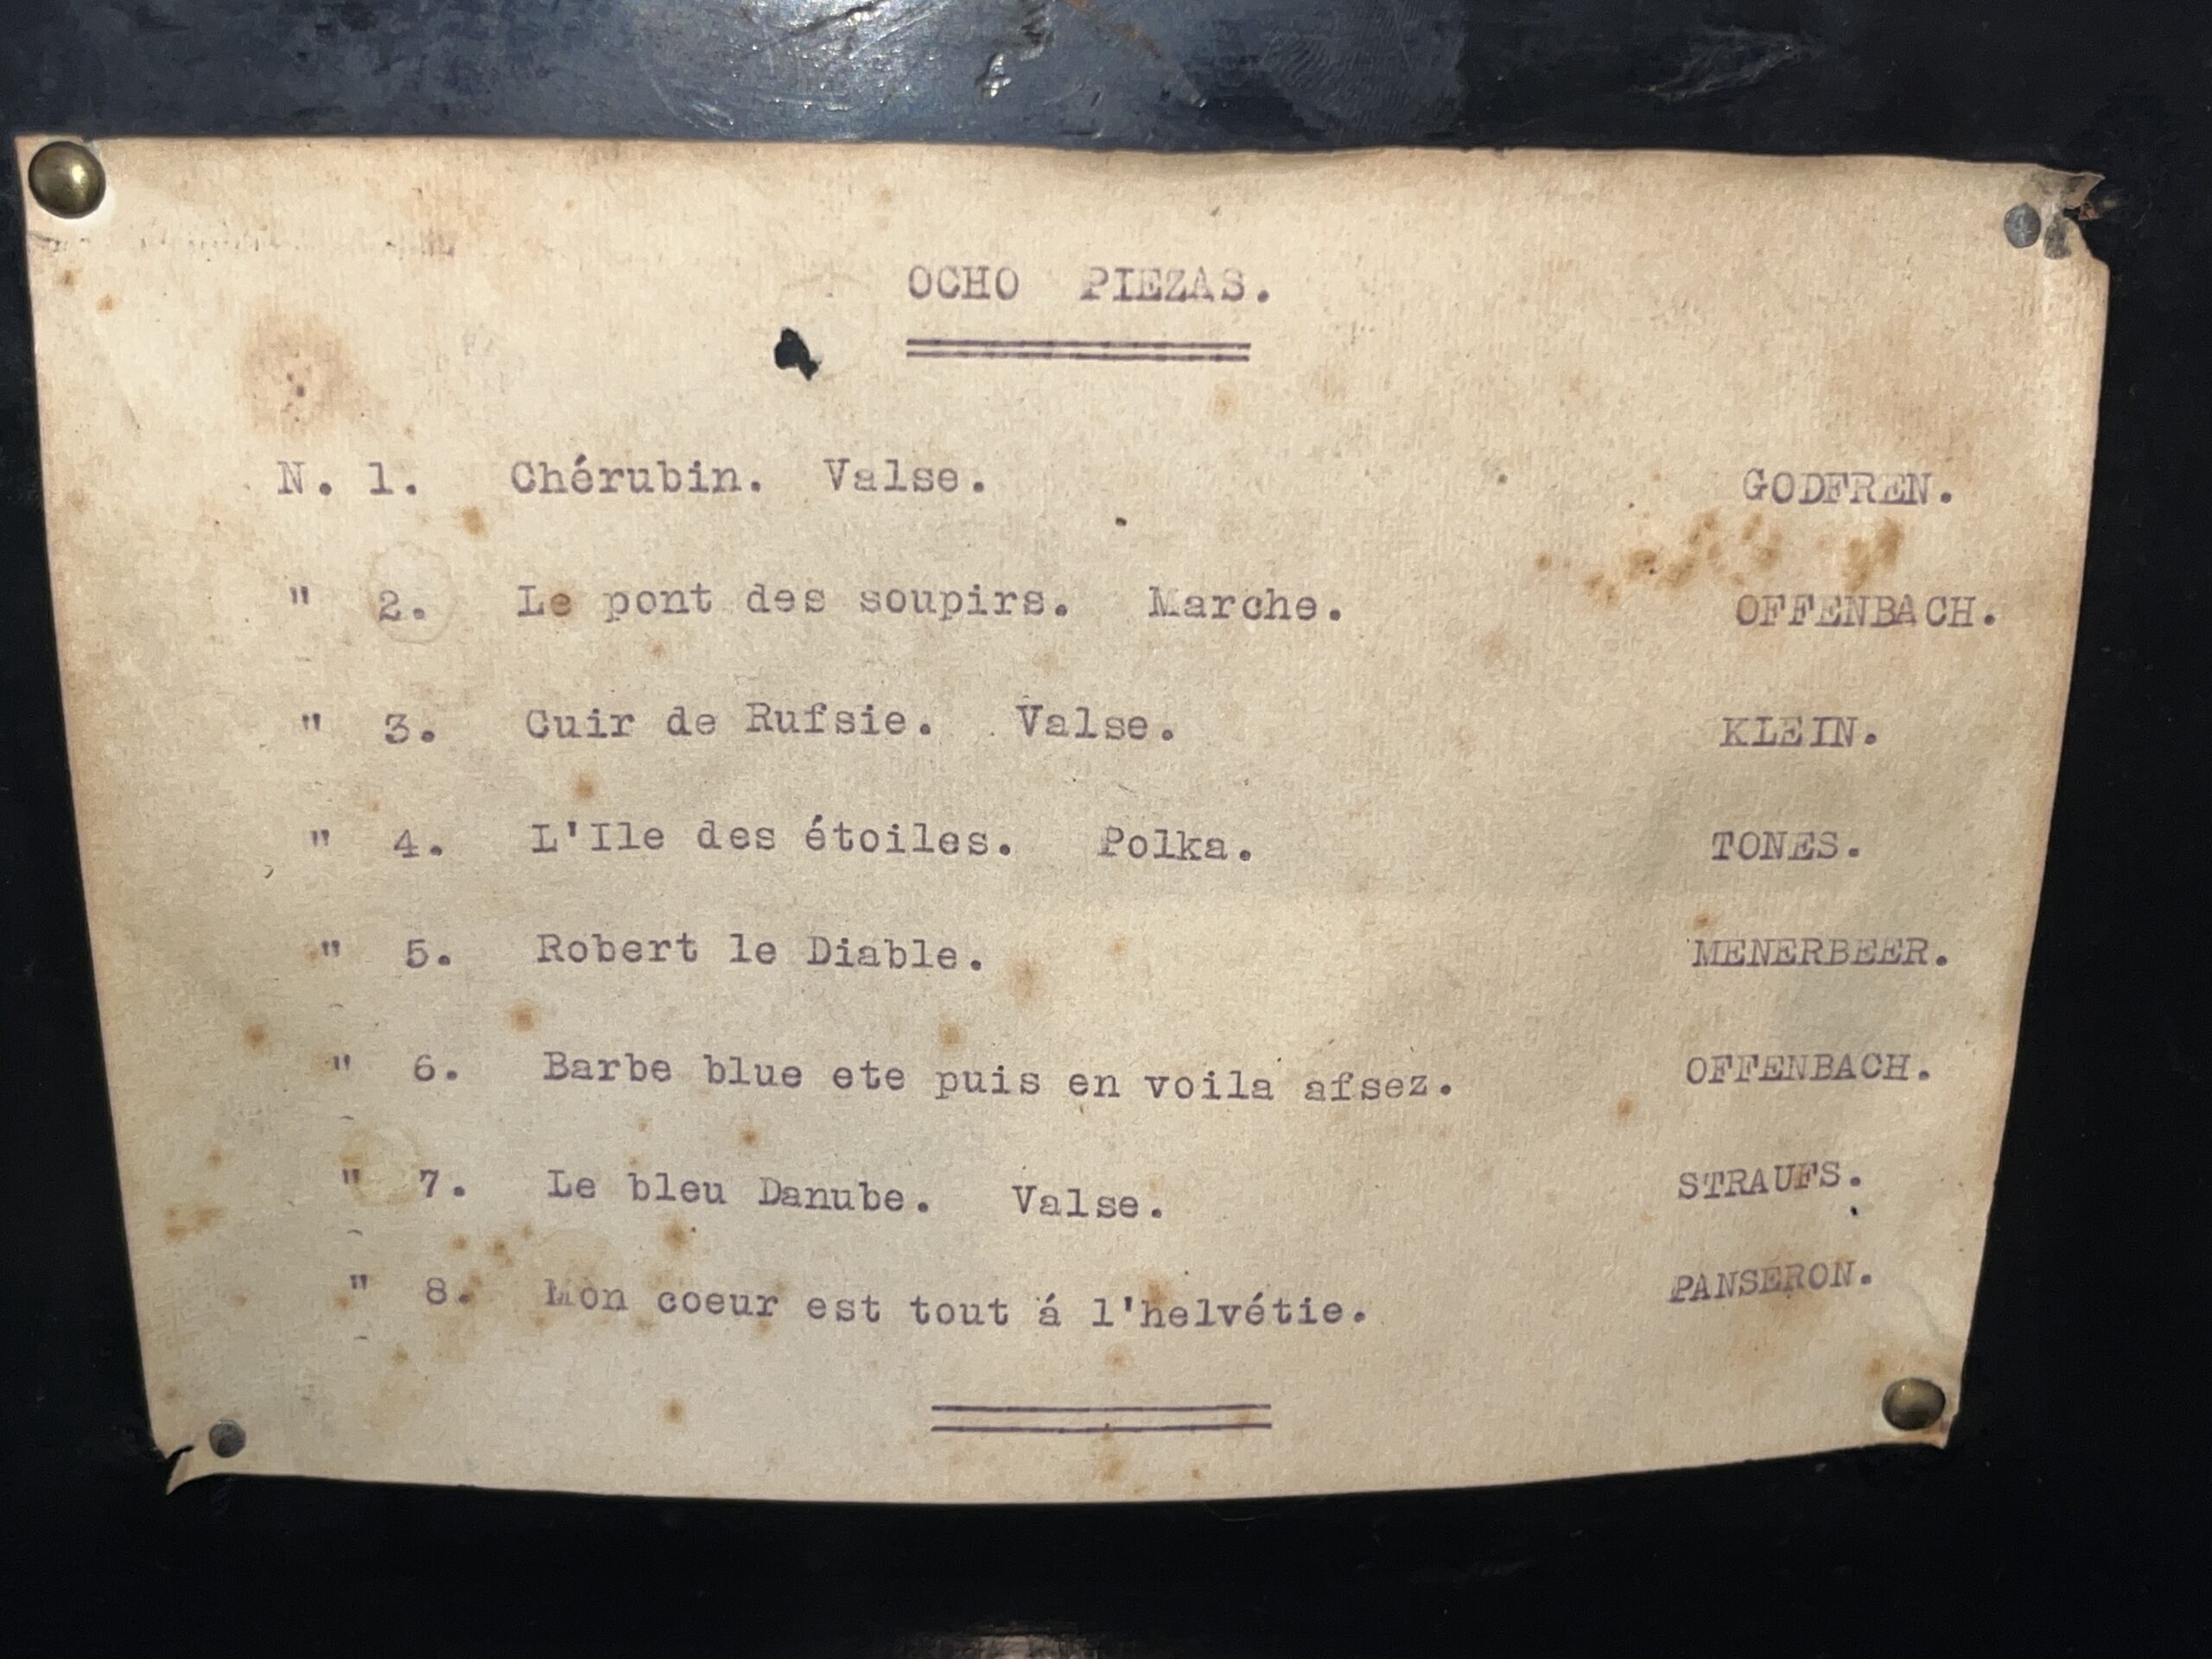 OCHO PIEZAS.
N. 1. Chérubin. Valse. GODFREN.
" 2. Le pont des soupirs. Marche. OFFENBACH.
" 3. Cuir de Rufsie. Valse. KLEIN.
" 4. L'Ile des étoiles. Polka. TONES.
" 5. Robert le Diable. MENERBEER.
" 6. Barbe blue ete puis en voila afsez. OFFENBACH.
" 7. Le bleu Danube. Valse. STRAUFS.
" 8. Mon coeur est tout á l'helvétie. PANSERON.